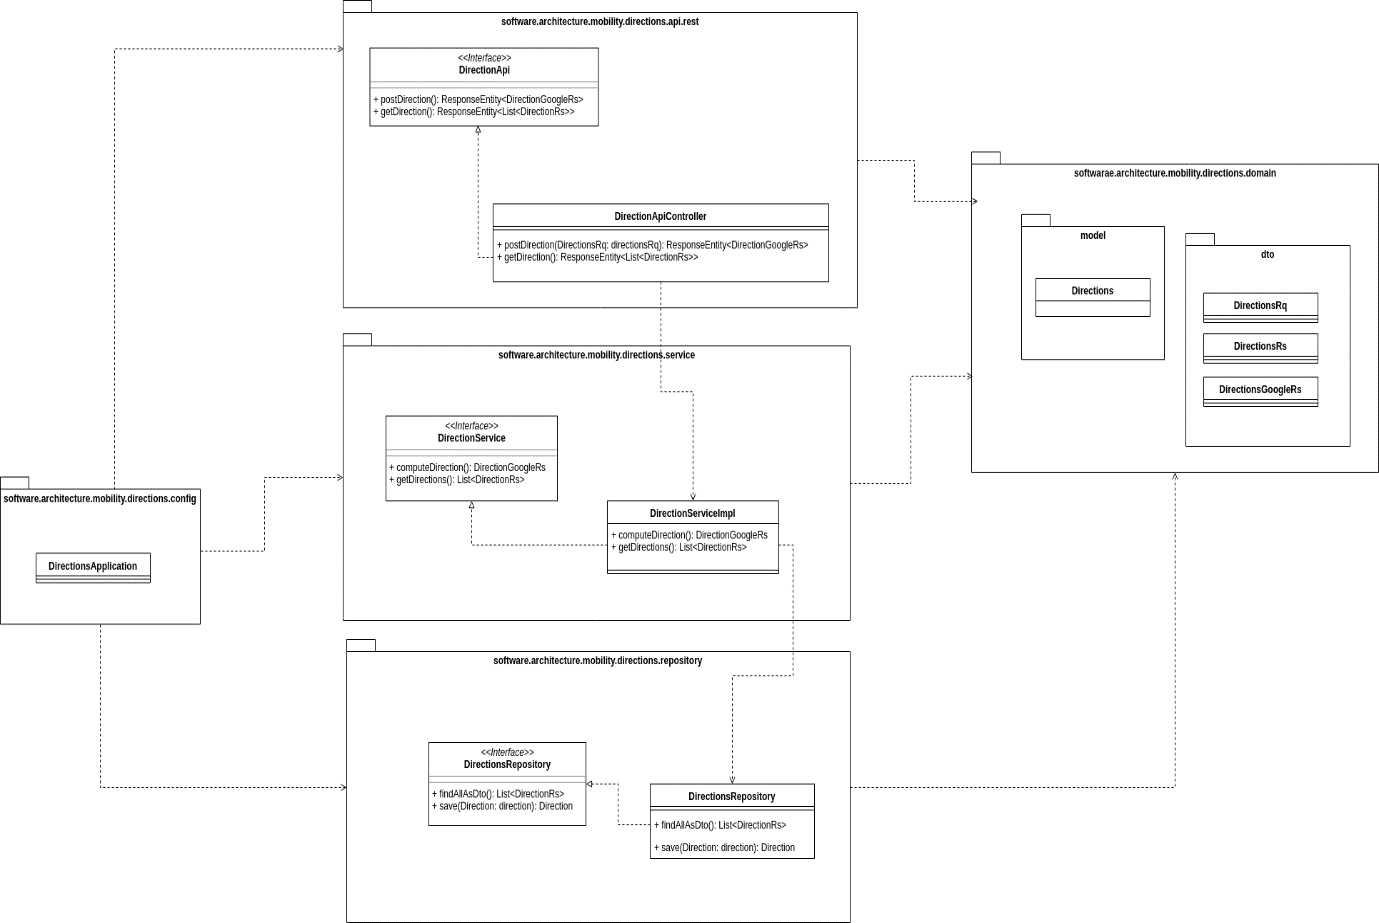 software.architecture.mobility.directions.api.rest
<<Interface>>
DirectionApi
+ postDirection(): ResponseEntity<DirectionGoogleRs>
+ getDirection(): ResponseEntity<List<DirectionRs>>
DirectionApiController
+ postDirection(DirectionsRq: directionsRq): ResponseEntity<DirectionGoogleRs>
+ getDirection(): ResponseEntity<List<DirectionRs>>
softwarae.architecture.mobility.directions.domain
model
Directions
dto
DirectionsRq
DirectionsRs
DirectionsGoogleRs
software.architecture.mobility.directions.service
<<Interface>>
DirectionService
+ computeDirection(): DirectionGoogleRs
+ getDirections(): List<DirectionRs>
DirectionServiceImpl
+ computeDirection(): DirectionGoogleRs
+ getDirections(): List<DirectionRs>
software.architecture.mobility.directions.config
DirectionsApplication
software.architecture.mobility.directions.repository
<<Interface>>
DirectionsRepository
+ findAllAsDto(): List<DirectionRs>
+ save(Direction: direction): Direction
DirectionsRepository
+ findAllAsDto(): List<DirectionRs>
+ save(Direction: direction): Direction